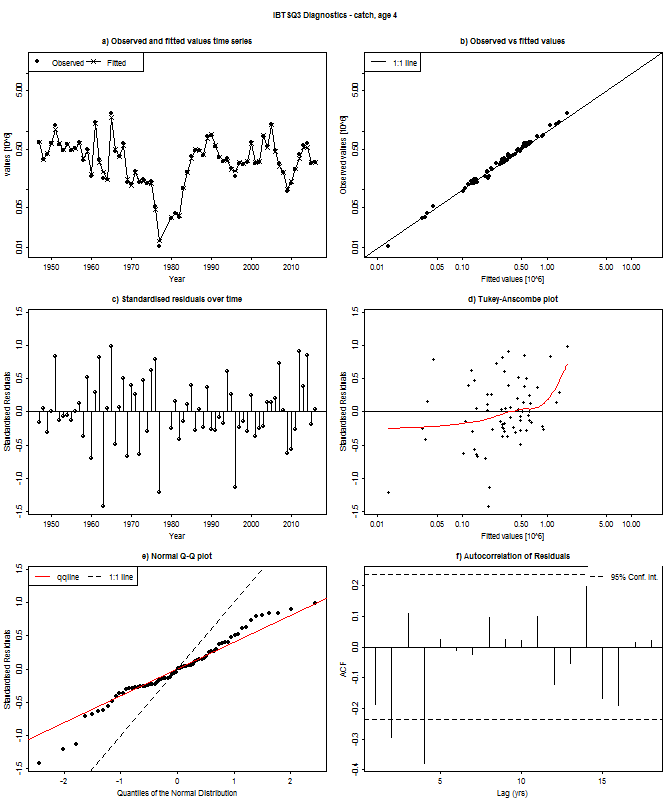 IBTSQ3 Diagnostics - catch, age 4
a) Observed and fitted values time series
Observed Fitted
values [10^6]
0.01 0.05 0.50 5.00
1950 1960 1970 1980 1990 2000 2010
Year
b) Observed vs fitted values
1:1 line
Observed values [10^6]
0.01 0.05 0.50 5.00
0.01 0.05 0.10 0.50 1.00 5.00 10.00
Fitted values [10^6]
c) Standardised residuals over time
Standardised Residuals
-1.5 -1.0 -0.5 0.0 0.5 1.0 1.5
1950 1960 1970 1980 1990 2000 2010
Year
d) Tukey-Anscombe plot
Standardised Residuals
-1.5 -1.0 -0.5 0.0 0.5 1.0 1.5
0.01 0.05 0.10 0.50 1.00 5.00 10.00
Fitted values [10^6]
e) Normal Q-Q plot
qqline 1:1 line
Standardised Residuals
-1.5 -1.0 -0.5 0.0 0.5 1.0 1.5
-2 -1 0 1 2
Quantiles of the Normal Distribution
f) Autocorrelation of Residuals
95% Conf. Int.
ACF
-0.4 -0.3 -0.2 -0.1 0.0 0.1 0.2
5 10 15
Lag (yrs)